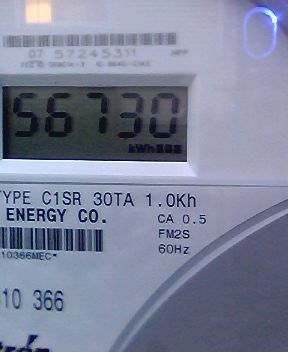 07 57245311
56730
kWh
TYPE C1SR 30TA 1.0Kh
ENERGY CO.
CA 0.5
FM2S
60Hz
10366MEC*
10 366